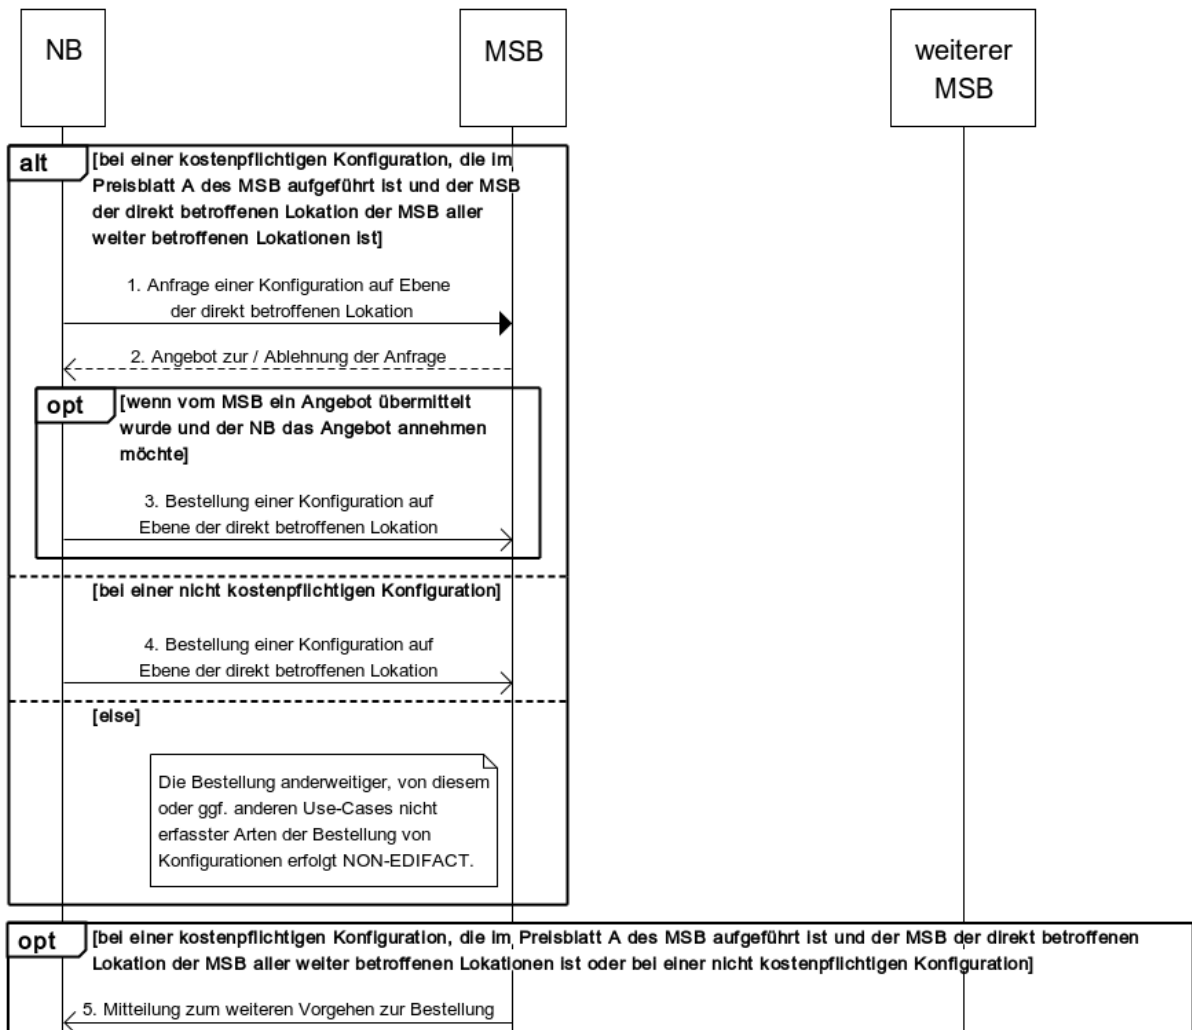 NB
MSB
weiterer
MSB
alt
[bei einer kostenpflichtigen Konfiguration, die im
Preisblatt A des MSB aufgeführt ist und der MSB
der direkt betroffenen Lokation der MSB aller
weiter betroffenen Lokationen ist]
1. Anfrage einer Konfiguration auf Ebene
der direkt betroffenen Lokation
2. Angebot zur / Ablehnung der Anfrage
opt
[wenn vom MSB ein Angebot übermittelt
wurde und der NB das Angebot annehmen
möchte]
3. Bestellung einer Konfiguration auf
Ebene der direkt betroffenen Lokation
[bei einer nicht kostenpflichtigen Konfiguration]
4. Bestellung einer Konfiguration auf
Ebene der direkt betroffenen Lokation
[else]
Die Bestellung anderweitiger, von diesem
oder ggf. anderen Use-Cases nicht
erfasster Arten der Bestellung von
Konfigurationen erfolgt NON-EDIFACT.
opt
[bei einer kostenpflichtigen Konfiguration, die im Preisblatt A des MSB aufgeführt ist und der MSB der direkt betroffenen
Lokation der MSB aller weiter betroffenen Lokationen ist oder bei einer nicht kostenpflichtigen Konfiguration]
5. Mitteilung zum weiteren Vorgehen zur Bestellung